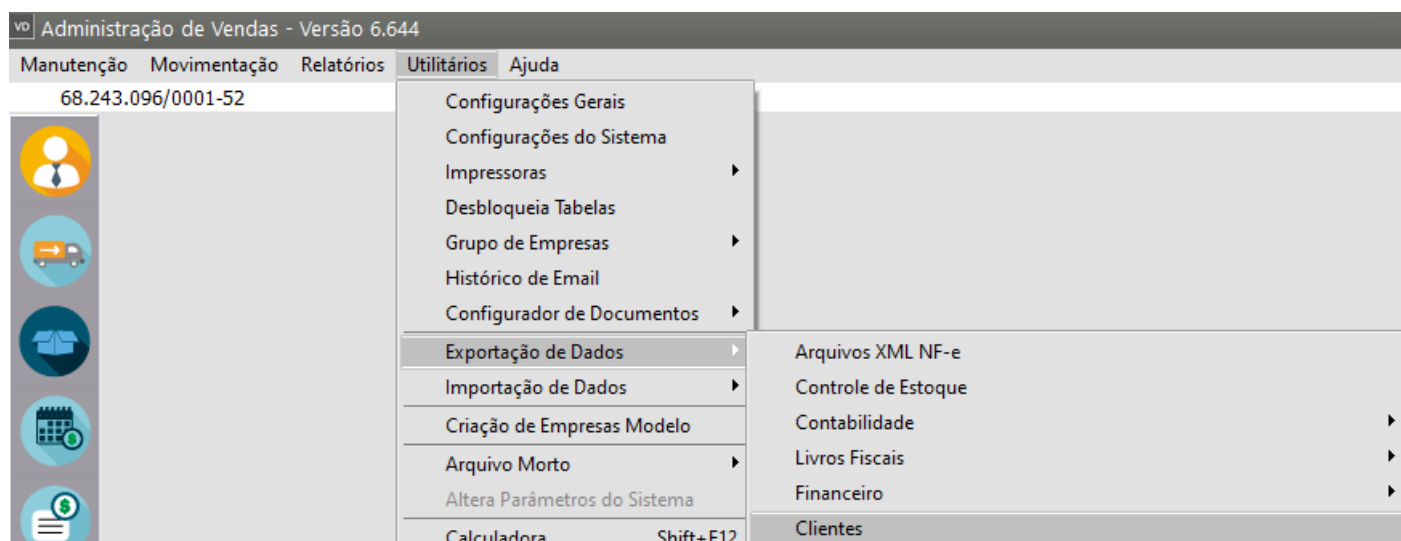 VD Administração de Vendas - Versão 6.644
Manutenção Movimentação Relatórios Utilitários Ajuda
68.243.096/0001-52
Configurações Gerais
Configurações do Sistema
Impressoras
Desbloqueia Tabelas
Grupo de Empresas
Histórico de Email
Configurador de Documentos
Exportação de Dados
Importação de Dados
Criação de Empresas Modelo
Arquivo Morto
Altera Parâmetros do Sistema
Calculadora Shift+F12
Arquivos XML NF-e
Controle de Estoque
Contabilidade
Livros Fiscais
Financeiro
Clientes